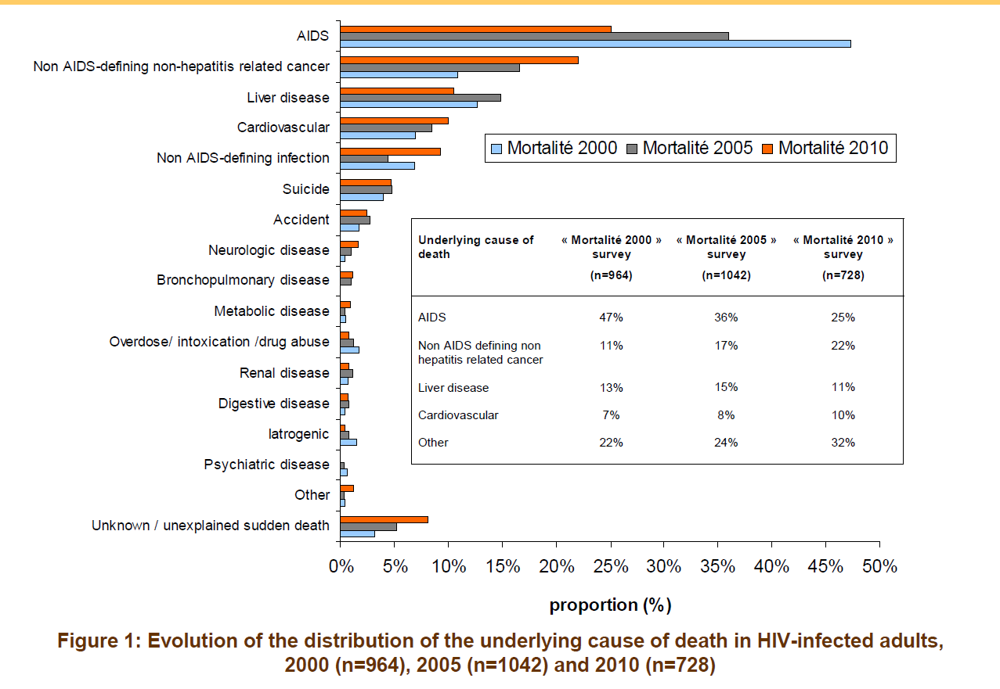 AIDS
Non AIDS-defining non-hepatitis related cancer
Liver disease
Cardiovascular
Non AIDS-defining infection
Suicide
Accident
Neurologic disease
Bronchopulmonary disease
Metabolic disease
Overdose/ intoxication /drug abuse
Renal disease
Digestive disease
Iatrogenic
Psychiatric disease
Other
Unknown / unexplained sudden death
Mortalité 2000 Mortalité 2005 Mortalité 2010
Underlying cause of « Mortalité 2000 » « Mortalité 2005 » « Mortalité 2010 »
death survey survey survey
(n=964) (n=1042) (n=728)
AIDS 47% 36% 25%
Non AIDS defining non 11% 17% 22%
hepatitis related cancer
Liver disease 13% 15% 11%
Cardiovascular 7% 8% 10%
Other 22% 24% 32%
0% 5% 10% 15% 20% 25% 30% 35% 40% 45% 50%
proportion (%)
Figure 1: Evolution of the distribution of the underlying cause of death in HIV-infected adults,
2000 (n=964), 2005 (n=1042) and 2010 (n=728)